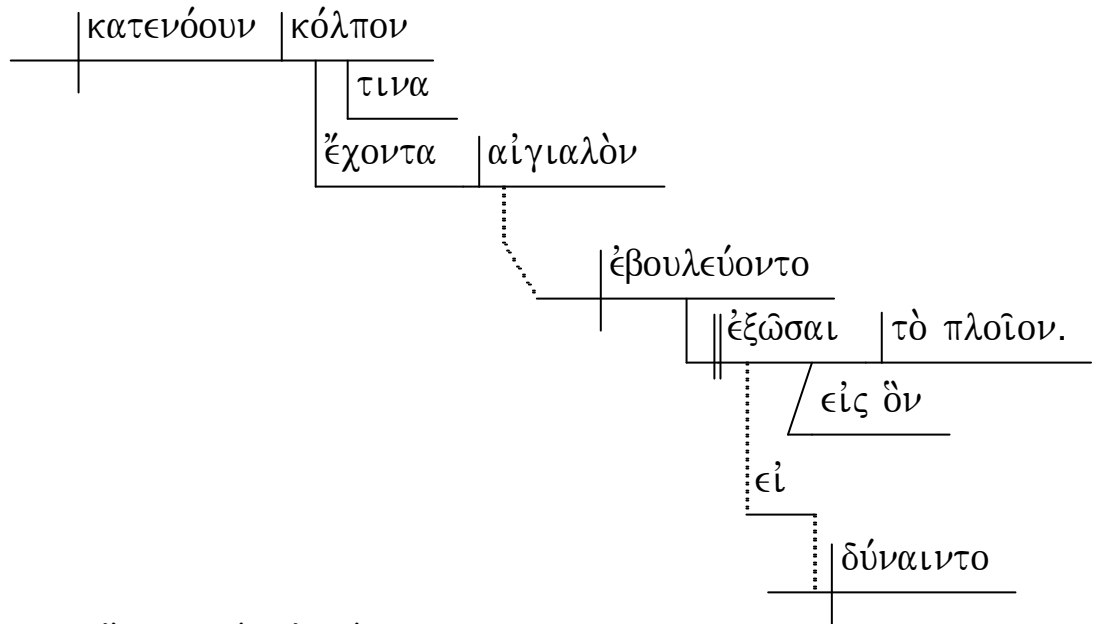 κατενόουν κόλπον
τινα
ἔχοντα αἰγιαλὸν
ἐβουλεύοντο
ἐξῶσαι τὸ πλοῖον.
εἰς ὃν
εἰ
δύναιντο